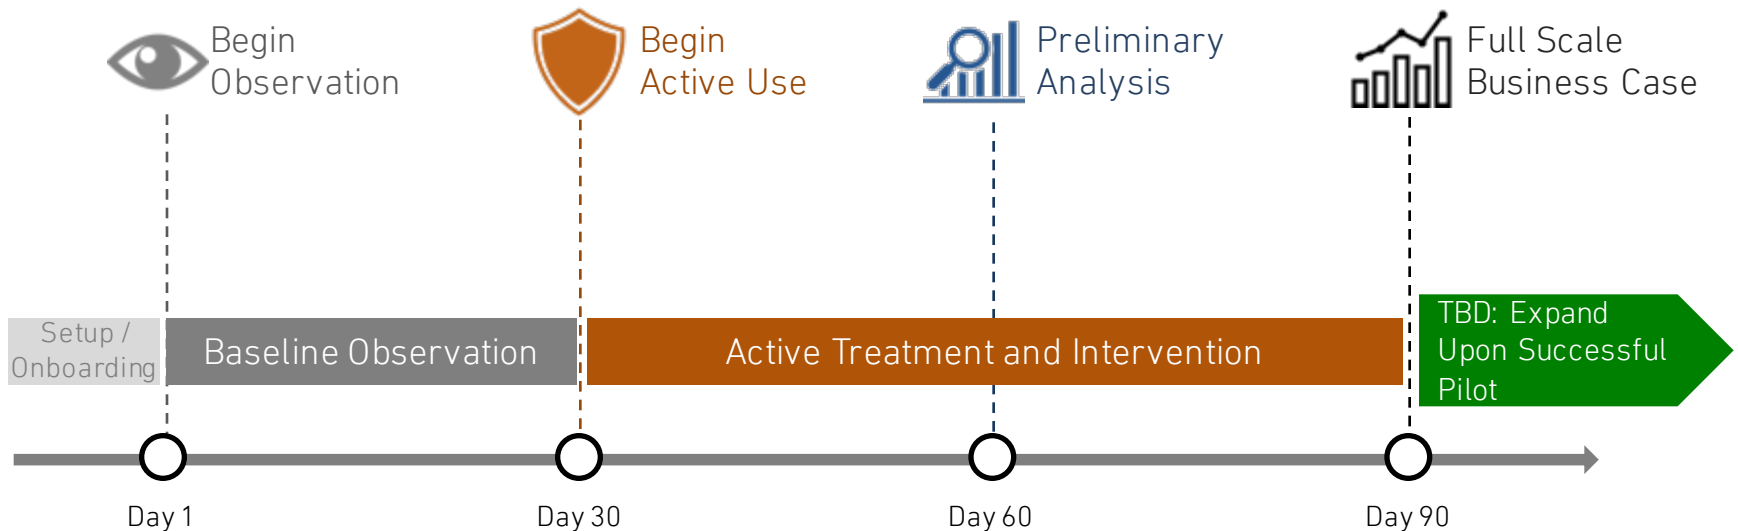 Begin
Observation
Begin
Active Use
Preliminary
Analysis
Full Scale
Business Case
Setup /
Onboarding
Baseline Observation
Active Treatment and Intervention
TBD: Expand
Upon Successful
Pilot
Day 1
Day 30
Day 60
Day 90